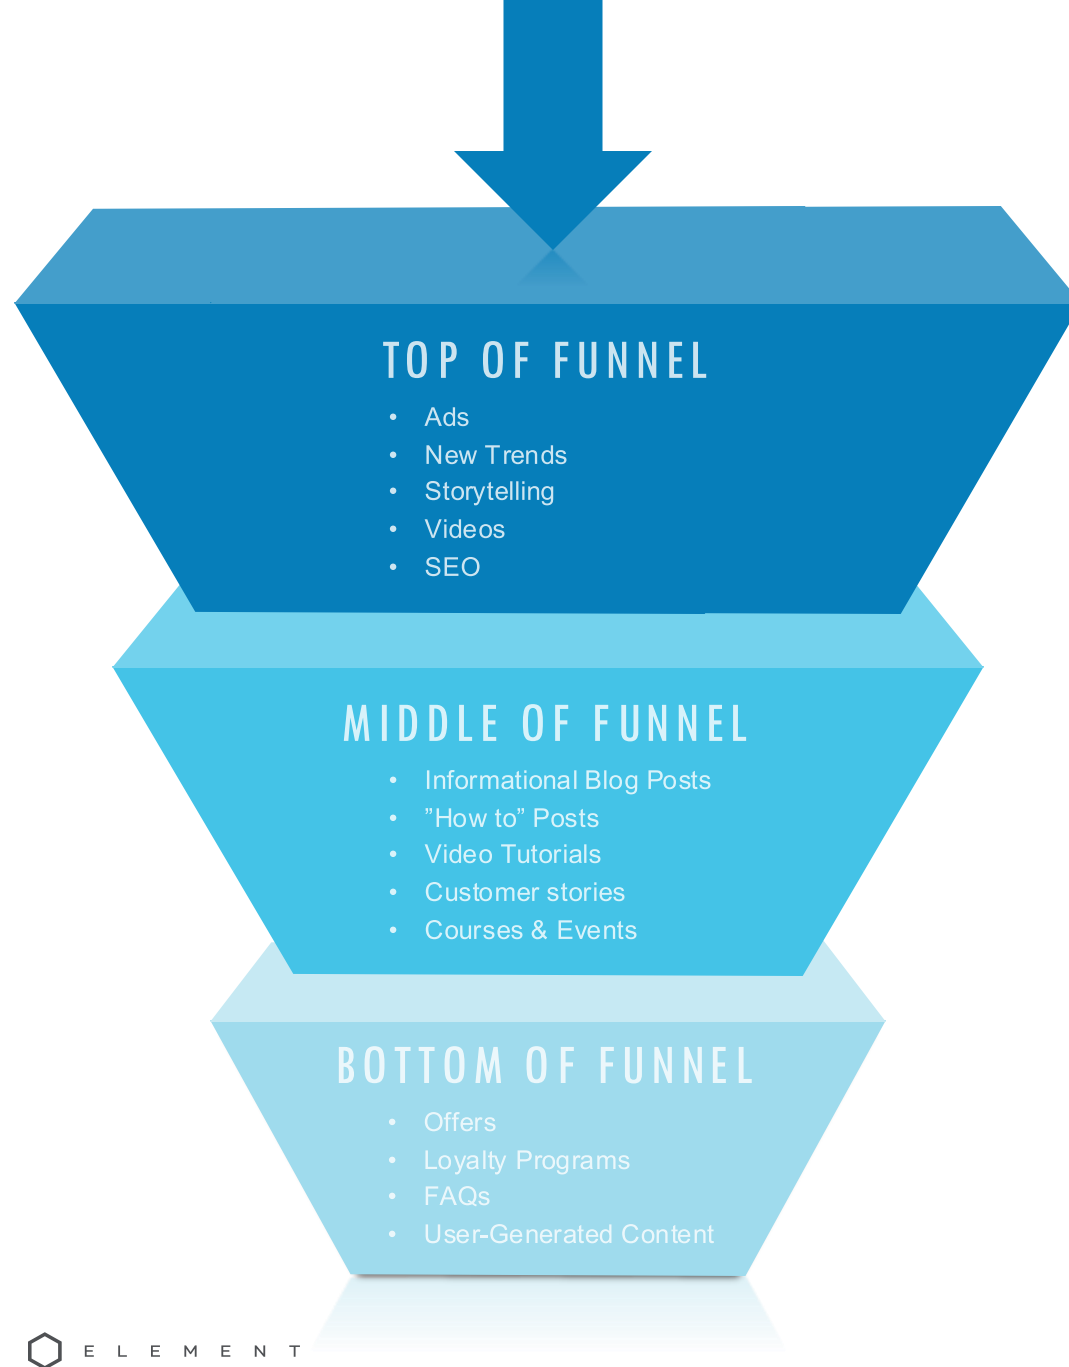 TOP OF FUNNEL
• Ads
• New Trends
• Storytelling
• Videos
• SEO
MIDDLE OF FUNNEL
• Informational Blog Posts
• ”How to” Posts
• Video Tutorials
• Customer stories
• Courses & Events
BOTTOM OF FUNNEL
• Offers
• Loyalty Programs
• FAQs
• User-Generated Content
ELEMENT